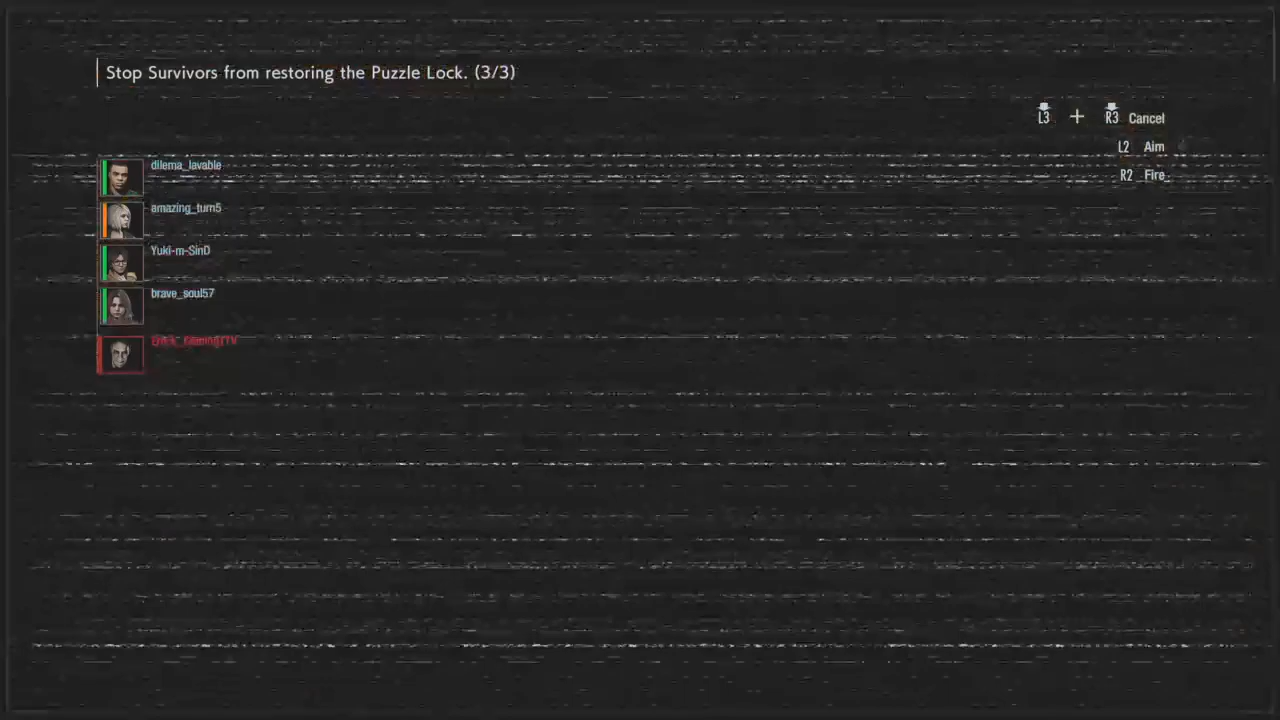 Stop Survivors from restoring the Puzzle Lock. (3/3)
L3 + R3 Cancel
L2 Aim
R2 Fire
dilema_lavable
amazing_turn5
Yuki-m-SinD
brave_soul57